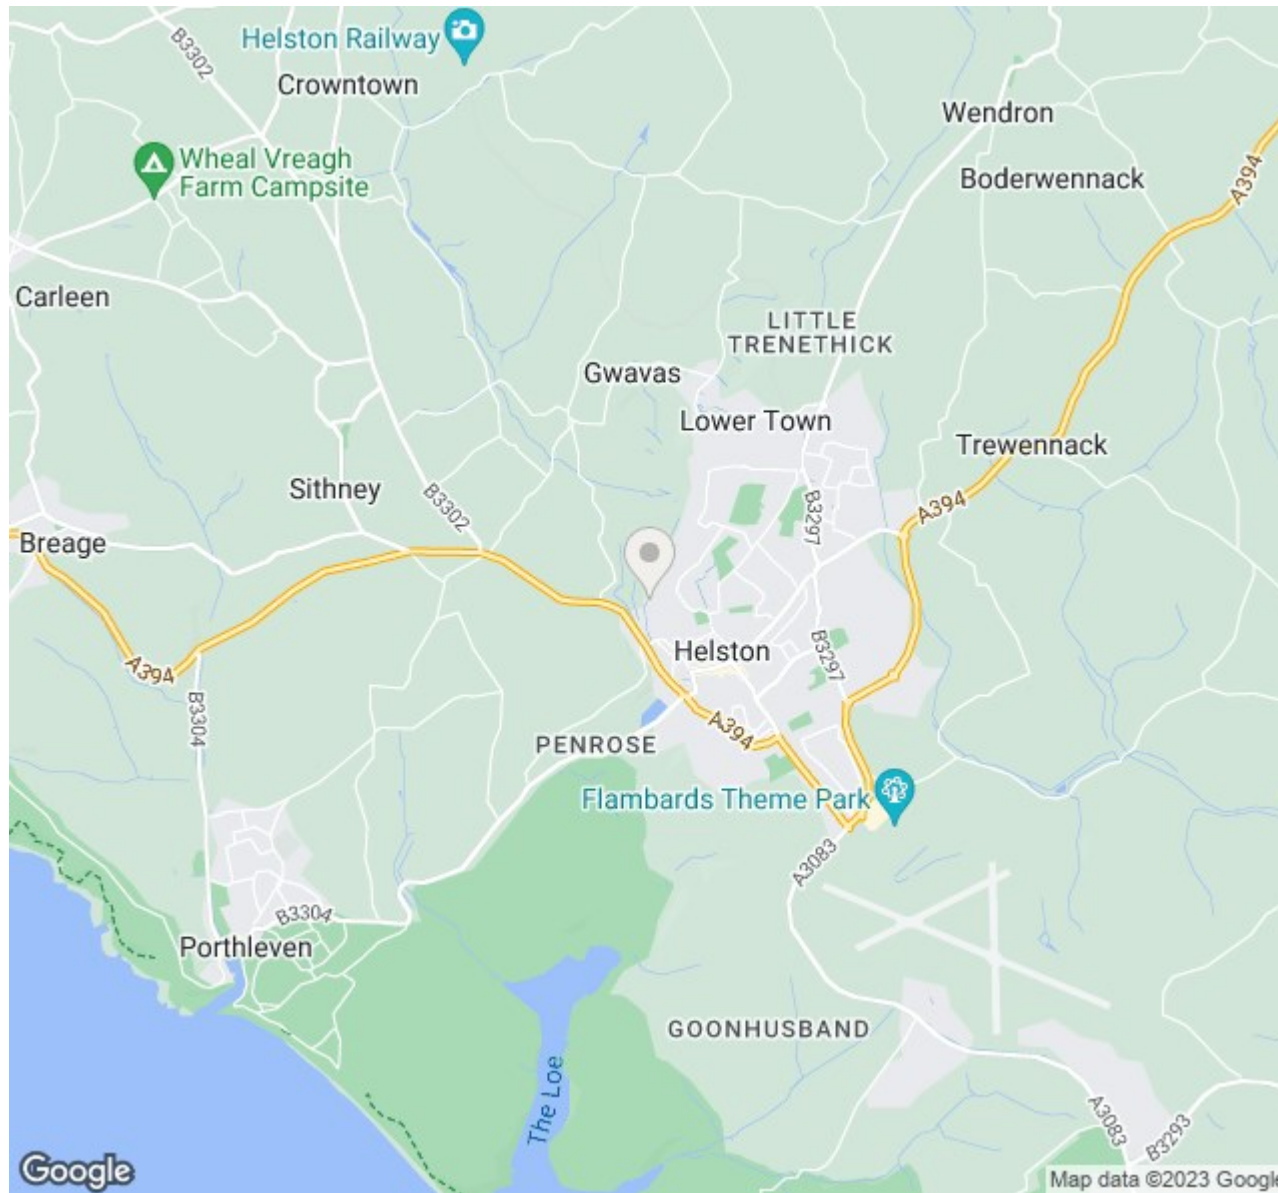 B3302
Helston Railway
Crowntown
Wendron
Wheal Vreagh
Farm Campsite
Boderwennack
A394
Carleen
LITTLE
TRENETHICK
Gwavas
Lower Town
Trewennack
Sithney
B3302
B3297
A394
Breage
Helston
B3297
A394
B3304
A394
PENROSE
Flambards Theme Park
A3083
B3304
Porthleven
GOONHUSBAND
The Loe
A3083
B3293
Google
Map data ©2023 Google